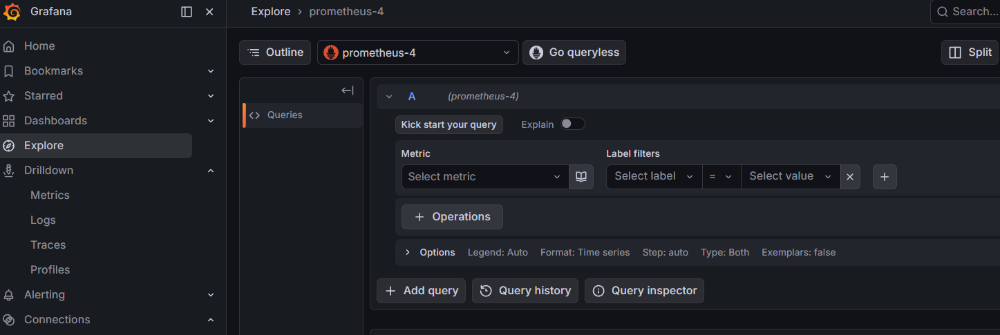 Grafana
Home
Bookmarks
Starred
Dashboards
Explore
Drilldown
Metrics
Logs
Traces
Profiles
Alerting
Connections
Explore › prometheus-4
Search...
Outline
prometheus-4
Go queryless
Split
Queries
A (prometheus-4)
Kick start your query
Explain
Metric
Label filters
Select metric
Select label
=
Select value
+ Operations
Options Legend: Auto Format: Time series Step: auto Type: Both Exemplars: false
+ Add query
Query history
Query inspector